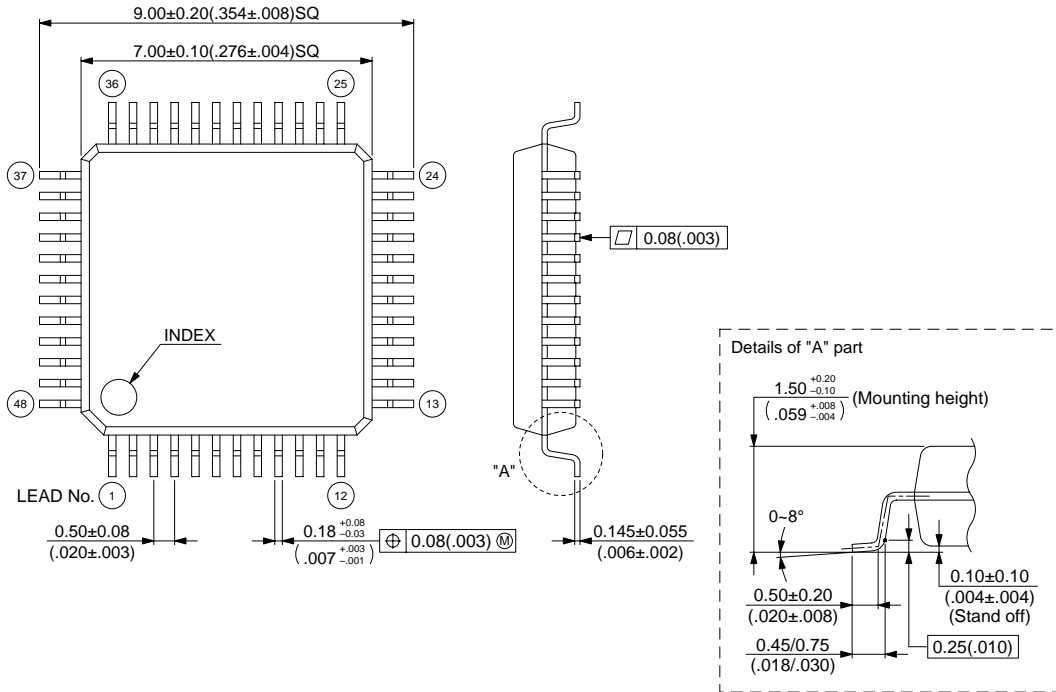 9.00±0.20(.354±.008)SQ
7.00±0.10(.276±.004)SQ
36
25
37
24
0.08(.003)
INDEX
48
13
"A"
LEAD No.
1
12
0.50±0.08
(.020±.003)
0.18 +0.08 –0.03
(.007 +.003 –.001)
⌖ 0.08(.003) Ⓜ
0.145±0.055
(.006±.002)
Details of "A" part
1.50 +0.20 –0.10
(.059 +.008 –.004)
(Mounting height)
0~8°
0.50±0.20
(.020±.008)
0.45/0.75
(.018/.030)
0.10±0.10
(.004±.004)
(Stand off)
0.25(.010)